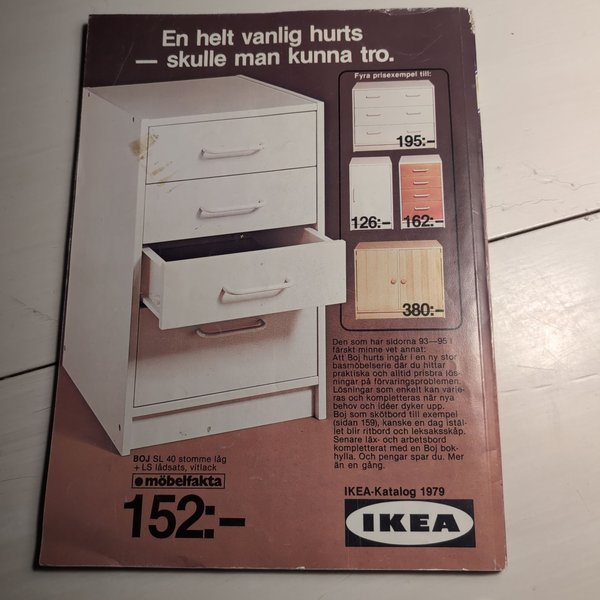 En helt vanlig hurts
— skulle man kunna tro.
Fyra prisexempel till:
195:-
126:-
162:-
380:-
Den som har sidorna 93—95 i
färskt minne vet annat:
Att Boj hurts ingår i en ny stor
basmöbelserie där du hittar
praktiska och alltid prisbra lös-
ningar på förvaringsproblemen.
Lösningar som enkelt kan varie-
ras och kompletteras när nya
behov och idéer dyker upp.
Boj som skötbord till exempel
(sidan 159), kanske en dag istäl-
let blir ritbord och leksaksskåp.
Senare läx- och arbetsbord
kompletterat med en Boj bok-
hylla. Och pengar spar du. Mer
än en gång.
BOJ SL 40 stomme låg
+ LS lådsats, vitlack
möbelfakta
152:-
IKEA-Katalog 1979
IKEA